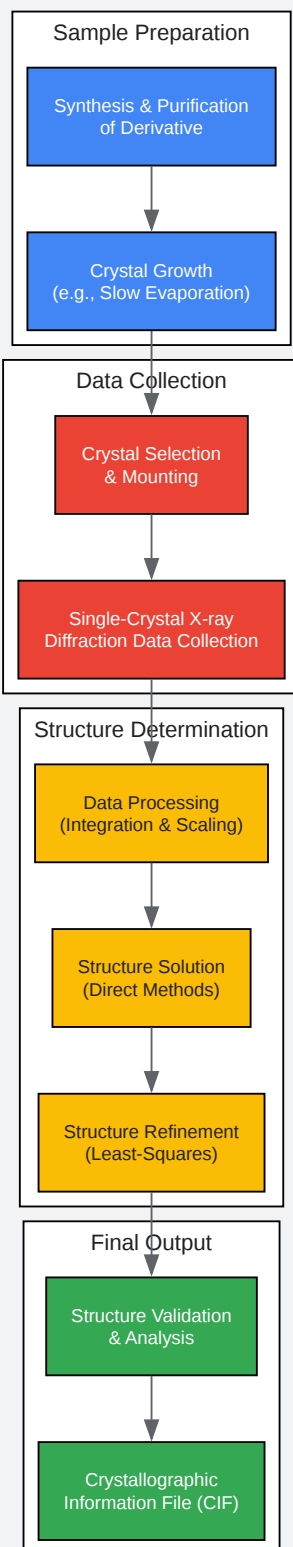 Sample Preparation
Synthesis & Purification
of Derivative
Crystal Growth
(e.g., Slow Evaporation)
Data Collection
Crystal Selection
& Mounting
Single-Crystal X-ray
Diffraction Data Collection
Structure Determination
Data Processing
(Integration & Scaling)
Structure Solution
(Direct Methods)
Structure Refinement
(Least-Squares)
Final Output
Structure Validation
& Analysis
Crystallographic
Information File (CIF)